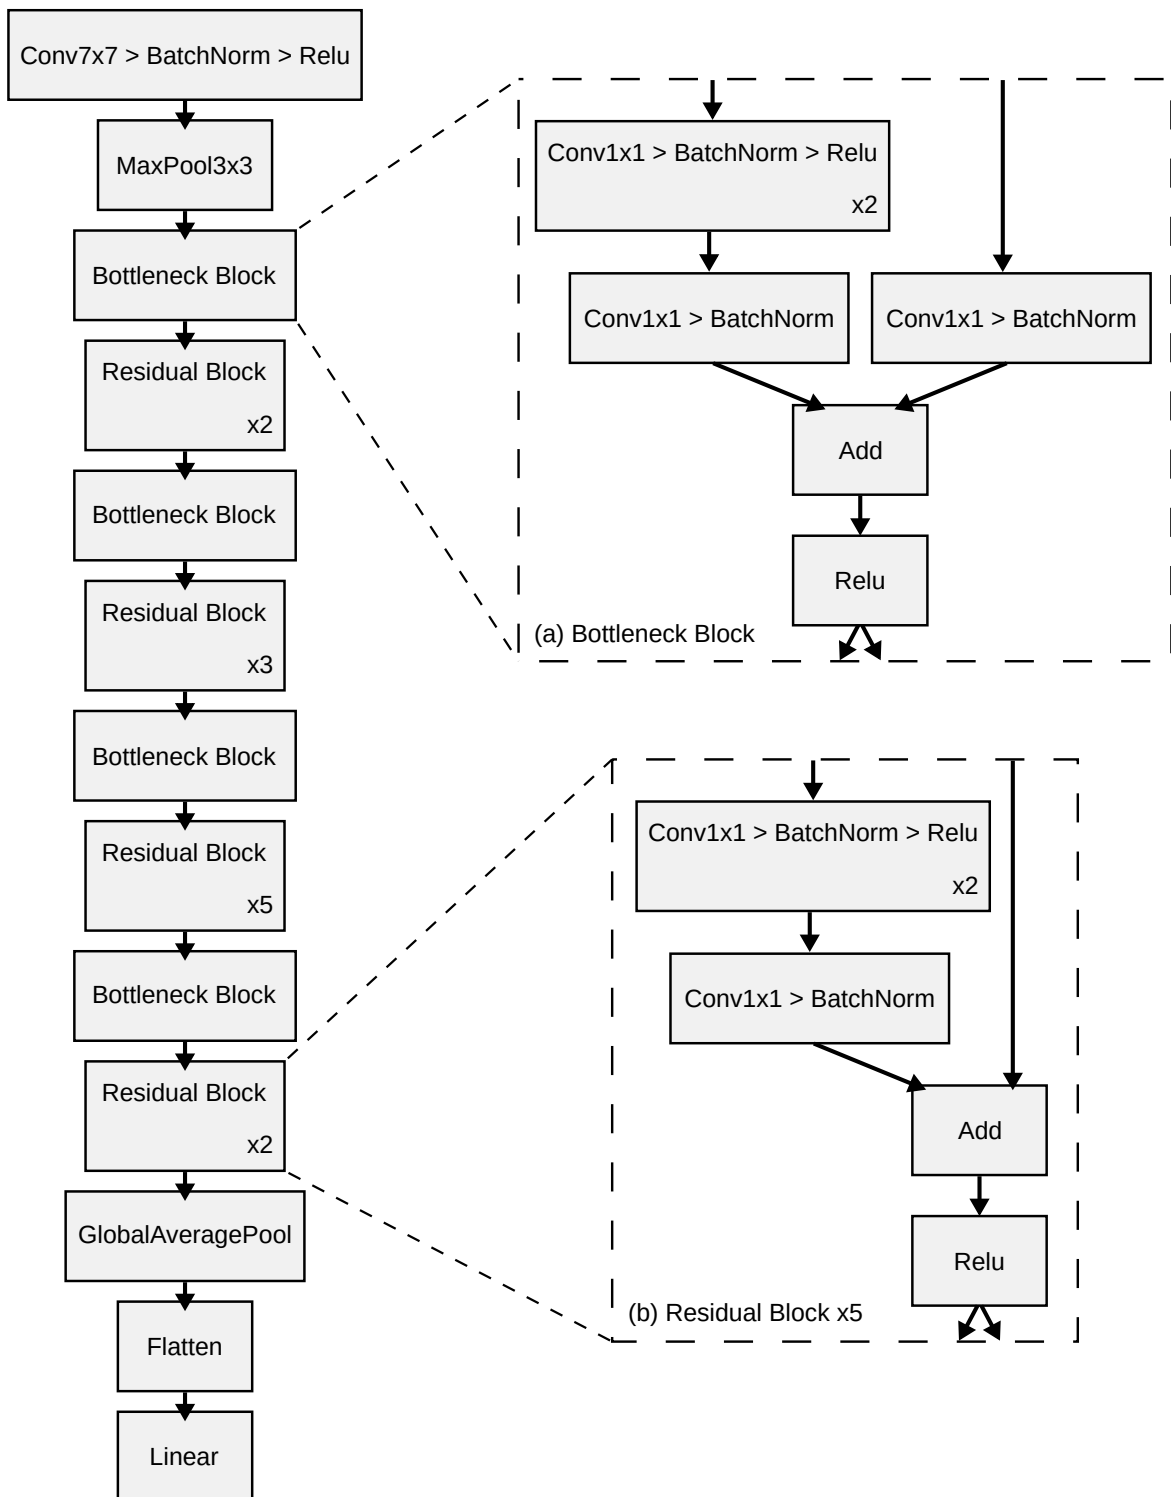 Conv7x7 > BatchNorm > Relu
MaxPool3x3
Bottleneck Block
Residual Block
x2
Bottleneck Block
Residual Block
x3
Bottleneck Block
Residual Block
x5
Bottleneck Block
Residual Block
x2
GlobalAveragePool
Flatten
Linear
Conv1x1 > BatchNorm > Relu
x2
Conv1x1 > BatchNorm
Conv1x1 > BatchNorm
Add
Relu
(a) Bottleneck Block
Conv1x1 > BatchNorm > Relu
x2
Conv1x1 > BatchNorm
Add
Relu
(b) Residual Block x5